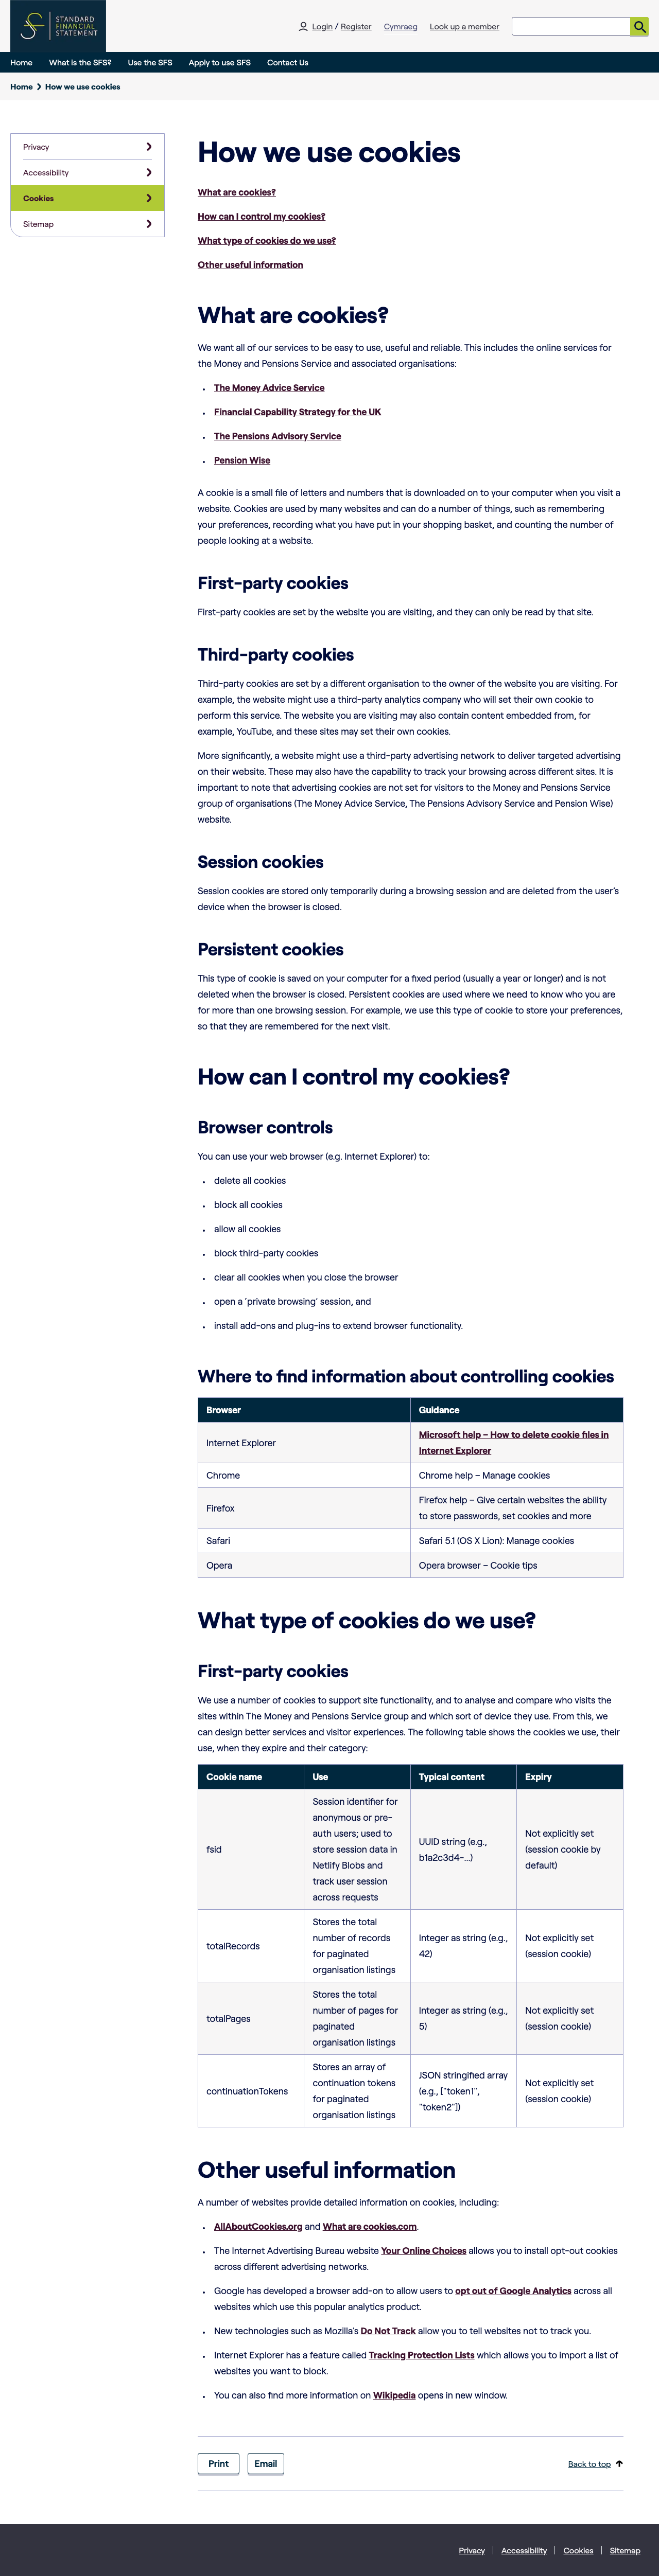 STANDARD
FINANCIAL
STATEMENT
Login / Register
Cymraeg
Look up a member
Home
What is the SFS?
Use the SFS
Apply to use SFS
Contact Us
Home
How we use cookies
Privacy
Accessibility
Cookies
Sitemap
How we use cookies
What are cookies?
How can I control my cookies?
What type of cookies do we use?
Other useful information
What are cookies?
We want all of our services to be easy to use, useful and reliable. This includes the online services for
the Money and Pensions Service and associated organisations:
The Money Advice Service
Financial Capability Strategy for the UK
The Pensions Advisory Service
Pension Wise
A cookie is a small file of letters and numbers that is downloaded on to your computer when you visit a
website. Cookies are used by many websites and can do a number of things, such as remembering
your preferences, recording what you have put in your shopping basket, and counting the number of
people looking at a website.
First-party cookies
First-party cookies are set by the website you are visiting, and they can only be read by that site.
Third-party cookies
Third-party cookies are set by a different organisation to the owner of the website you are visiting. For
example, the website might use a third-party analytics company who will set their own cookie to
perform this service. The website you are visiting may also contain content embedded from, for
example, YouTube, and these sites may set their own cookies.
More significantly, a website might use a third-party advertising network to deliver targeted advertising
on their website. These may also have the capability to track your browsing across different sites. It is
important to note that advertising cookies are not set for visitors to the Money and Pensions Service
group of organisations (The Money Advice Service, The Pensions Advisory Service and Pension Wise)
website.
Session cookies
Session cookies are stored only temporarily during a browsing session and are deleted from the user's
device when the browser is closed.
Persistent cookies
This type of cookie is saved on your computer for a fixed period (usually a year or longer) and is not
deleted when the browser is closed. Persistent cookies are used where we need to know who you are
for more than one browsing session. For example, we use this type of cookie to store your preferences,
so that they are remembered for the next visit.
How can I control my cookies?
Browser controls
You can use your web browser (e.g. Internet Explorer) to:
delete all cookies
block all cookies
allow all cookies
block third-party cookies
clear all cookies when you close the browser
open a 'private browsing' session, and
install add-ons and plug-ins to extend browser functionality.
Where to find information about controlling cookies
Browser
Guidance
Internet Explorer
Microsoft help – How to delete cookie files in
Internet Explorer
Chrome
Chrome help – Manage cookies
Firefox
Firefox help – Give certain websites the ability
to store passwords, set cookies and more
Safari
Safari 5.1 (OS X Lion): Manage cookies
Opera
Opera browser – Cookie tips
What type of cookies do we use?
First-party cookies
We use a number of cookies to support site functionality, and to analyse and compare who visits the
sites within The Money and Pensions Service group and which sort of device they use. From this, we
can design better services and visitor experiences. The following table shows the cookies we use, their
use, when they expire and their category:
Cookie name
Use
Typical content
Expiry
fsid
Session identifier for
anonymous or pre-
auth users; used to
store session data in
Netlify Blobs and
track user session
across requests
UUID string (e.g.,
b1a2c3d4-...)
Not explicitly set
(session cookie by
default)
totalRecords
Stores the total
number of records
for paginated
organisation listings
Integer as string (e.g.,
42)
Not explicitly set
(session cookie)
totalPages
Stores the total
number of pages for
paginated
organisation listings
Integer as string (e.g.,
5)
Not explicitly set
(session cookie)
continuationTokens
Stores an array of
continuation tokens
for paginated
organisation listings
JSON stringified array
(e.g., ["token1",
"token2"])
Not explicitly set
(session cookie)
Other useful information
A number of websites provide detailed information on cookies, including:
AllAboutCookies.org and What are cookies.com.
The Internet Advertising Bureau website Your Online Choices allows you to install opt-out cookies
across different advertising networks.
Google has developed a browser add-on to allow users to opt out of Google Analytics across all
websites which use this popular analytics product.
New technologies such as Mozilla's Do Not Track allow you to tell websites not to track you.
Internet Explorer has a feature called Tracking Protection Lists which allows you to import a list of
websites you want to block.
You can also find more information on Wikipedia opens in new window.
Print
Email
Back to top
Privacy
Accessibility
Cookies
Sitemap